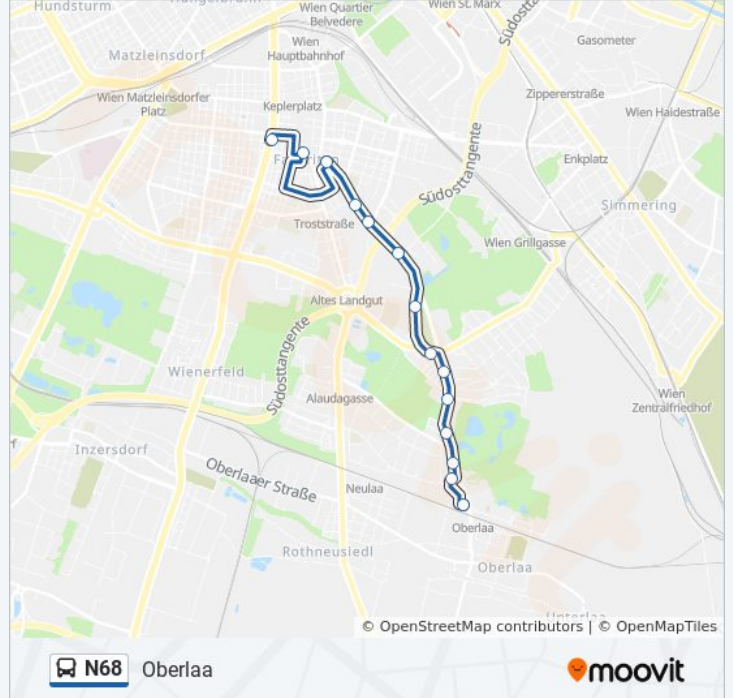 Hundsturm
Wien Quartier
Belvedere
Wien St. Marx
Matzleinsdorf
Wien
Hauptbahnhof
Gasometer
Wien Matzleinsdorfer
Platz
Keplerplatz
Zippererstraße
Wien Haidestraße
Enkplatz
Südosttangente
Simmering
Troststraße
Wien Grillgasse
Altes Landgut
Südosttangente
Wienerfeld
Alaudagasse
Wien
Zentralfriedhof
Inzersdorf
Oberlaaer Straße
Neulaa
Oberlaa
Rothneusiedl
Oberlaa
© OpenStreetMap contributors | © OpenMapTiles
N68 Oberlaa
moovit